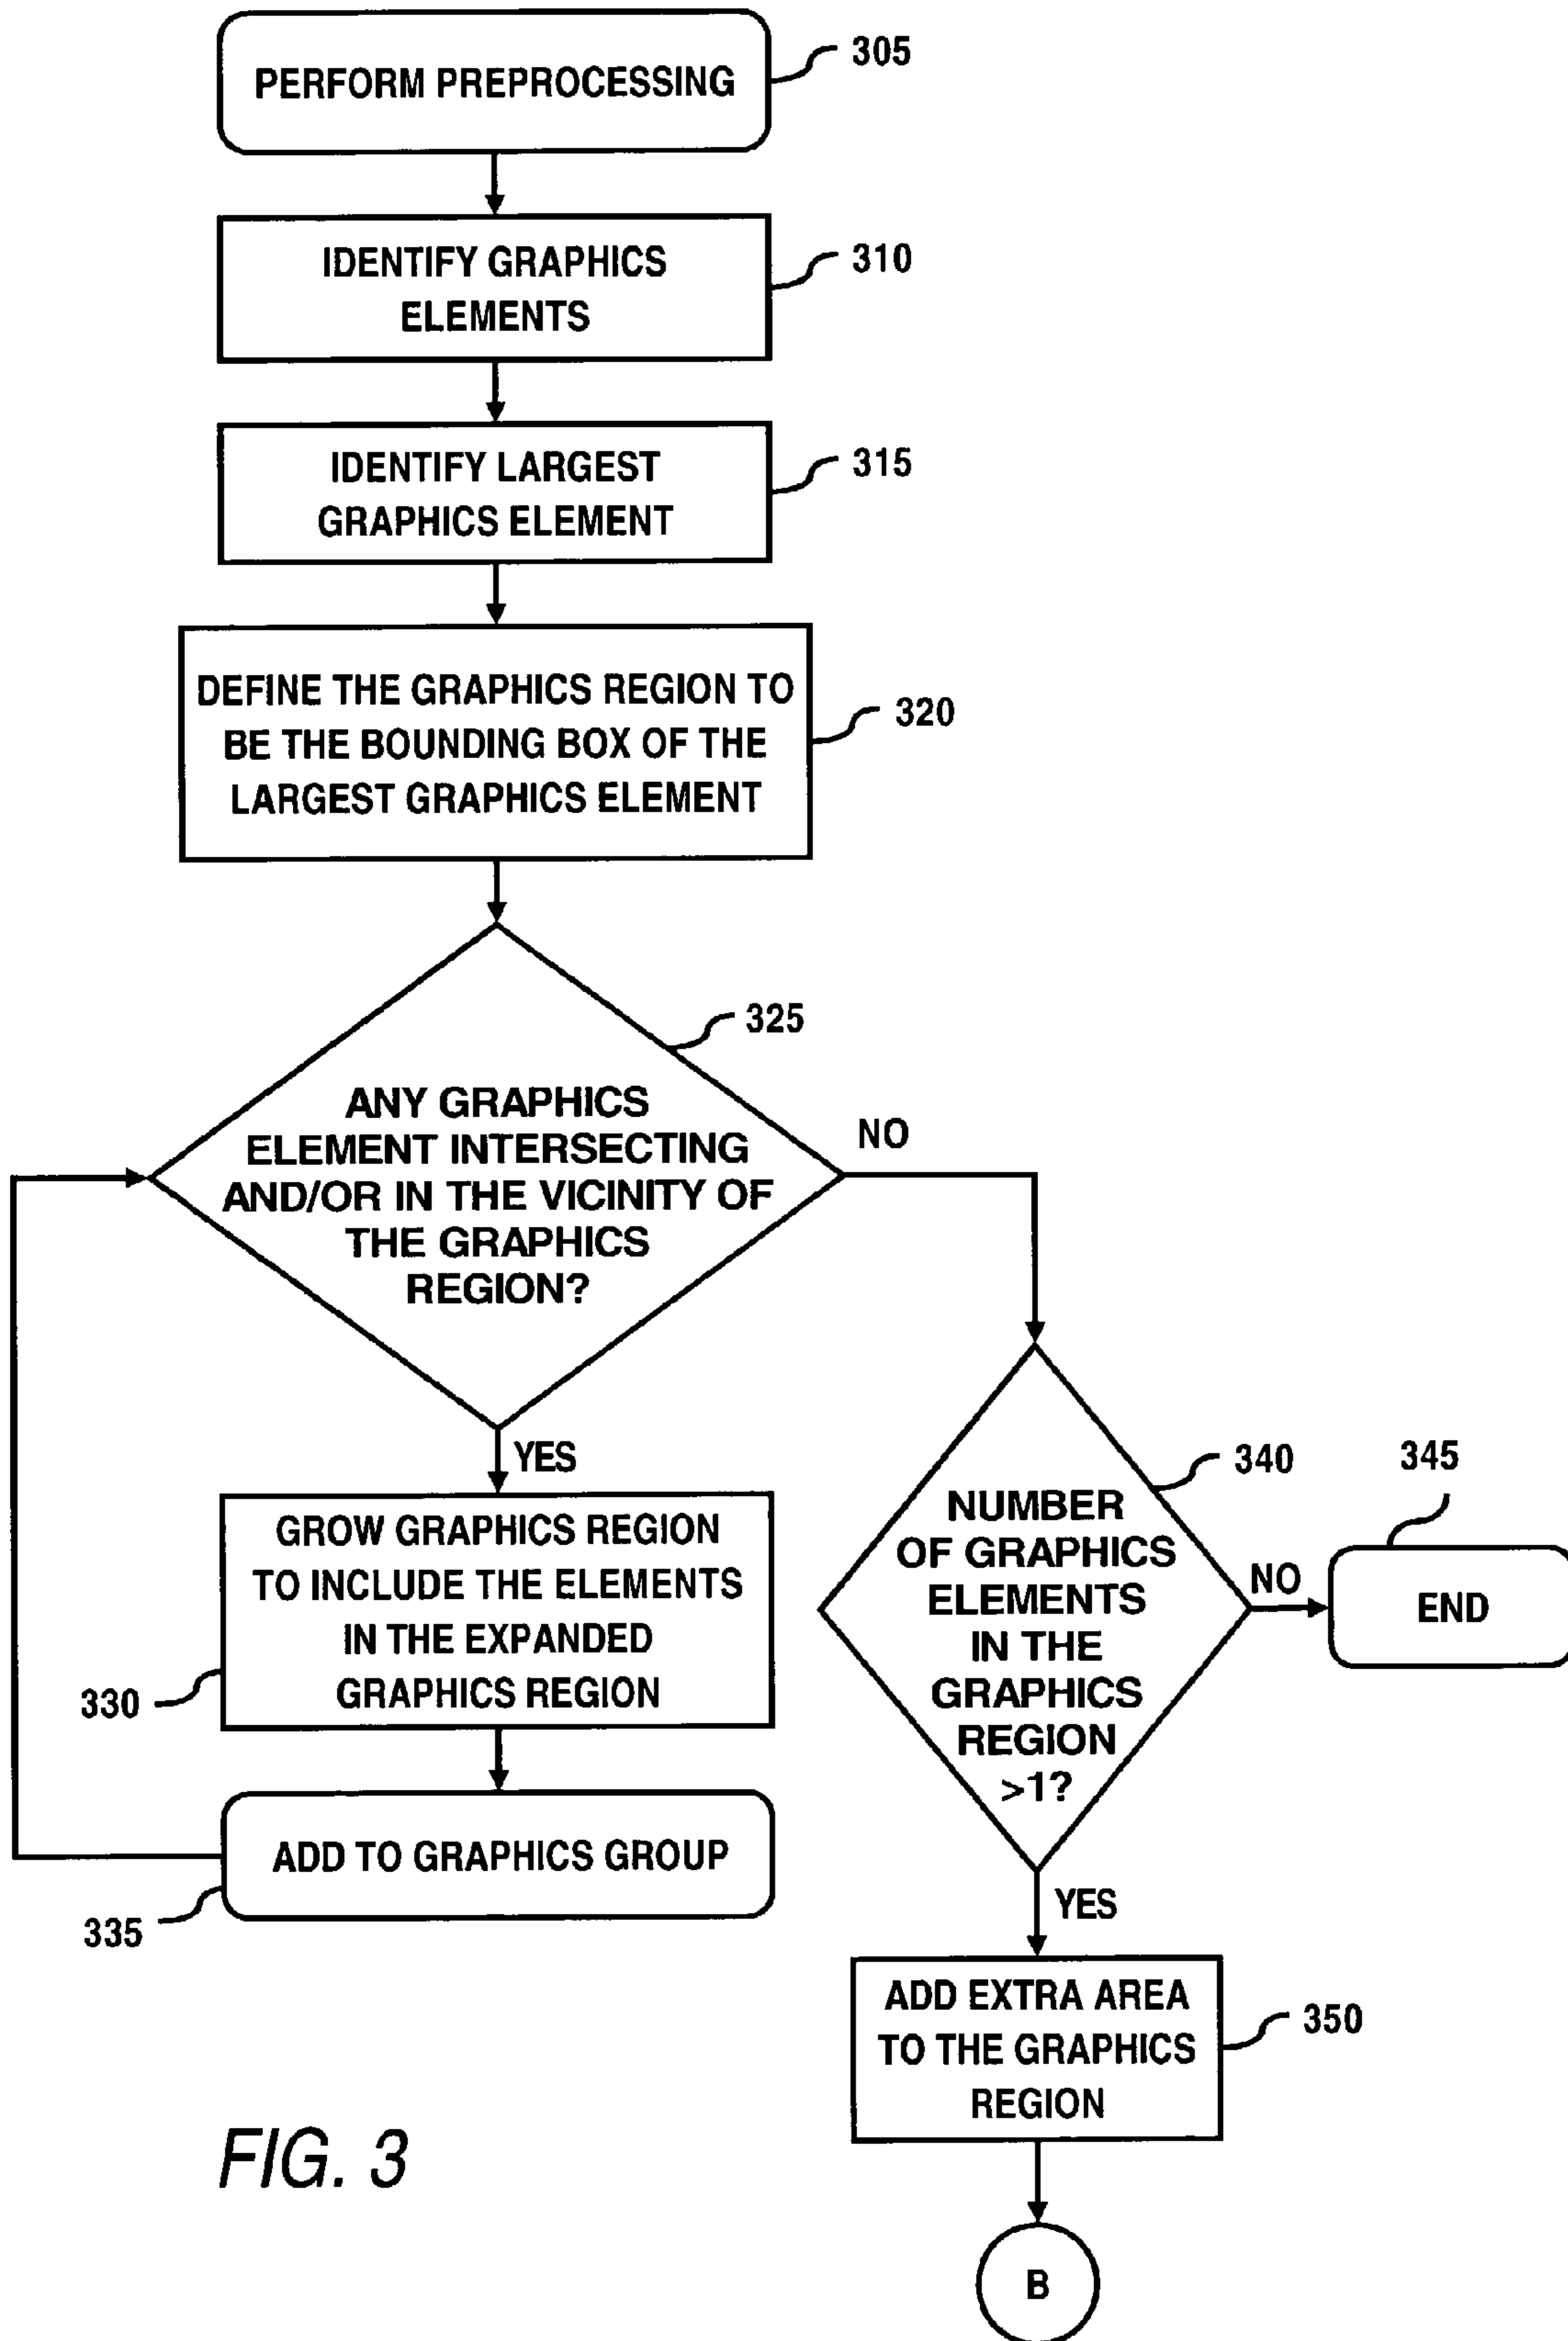 PERFORM PREPROCESSING
305
IDENTIFY GRAPHICS
ELEMENTS
310
IDENTIFY LARGEST
GRAPHICS ELEMENT
315
DEFINE THE GRAPHICS REGION TO
BE THE BOUNDING BOX OF THE
LARGEST GRAPHICS ELEMENT
320
325
ANY GRAPHICS
ELEMENT INTERSECTING
AND/OR IN THE VICINITY OF
THE GRAPHICS
REGION?
NO
YES
GROW GRAPHICS REGION
TO INCLUDE THE ELEMENTS
IN THE EXPANDED
GRAPHICS REGION
330
ADD TO GRAPHICS GROUP
335
340
NUMBER
OF GRAPHICS
ELEMENTS
IN THE
GRAPHICS
REGION
>1?
NO
345
END
YES
ADD EXTRA AREA
TO THE GRAPHICS
REGION
350
B
FIG. 3